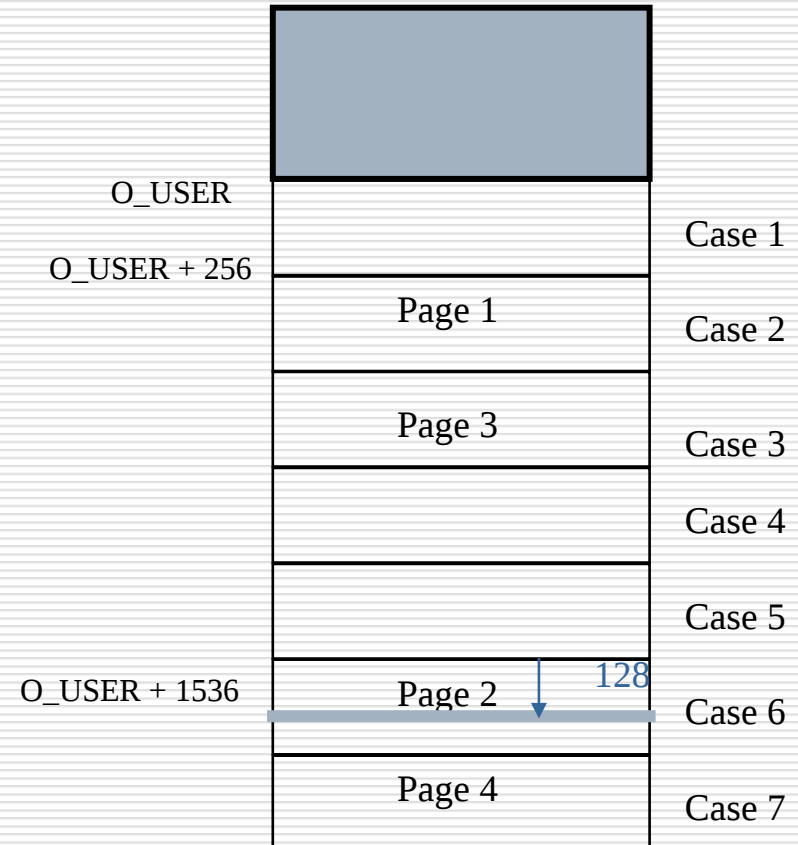 O_USER
Case 1
O_USER + 256
Page 1
Case 2
Page 3
Case 3
Case 4
Case 5
128
O_USER + 1536
Page 2
Case 6
Page 4
Case 7